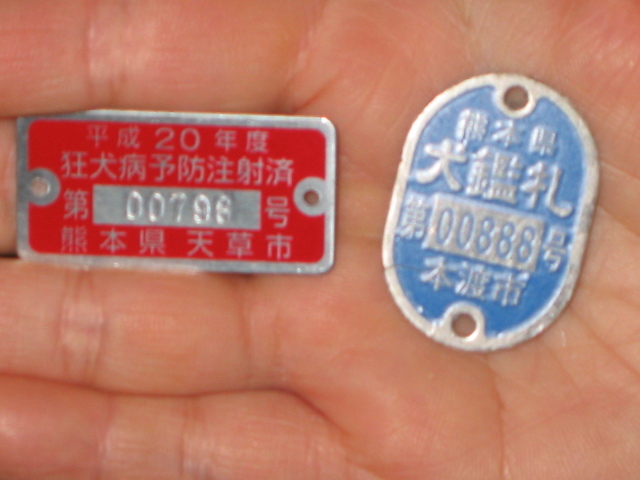 平成20年度
狂犬病予防注射済
第 00798 号
熊本県天草市
熊本県
犬鑑札
第 00888 号
本渡市